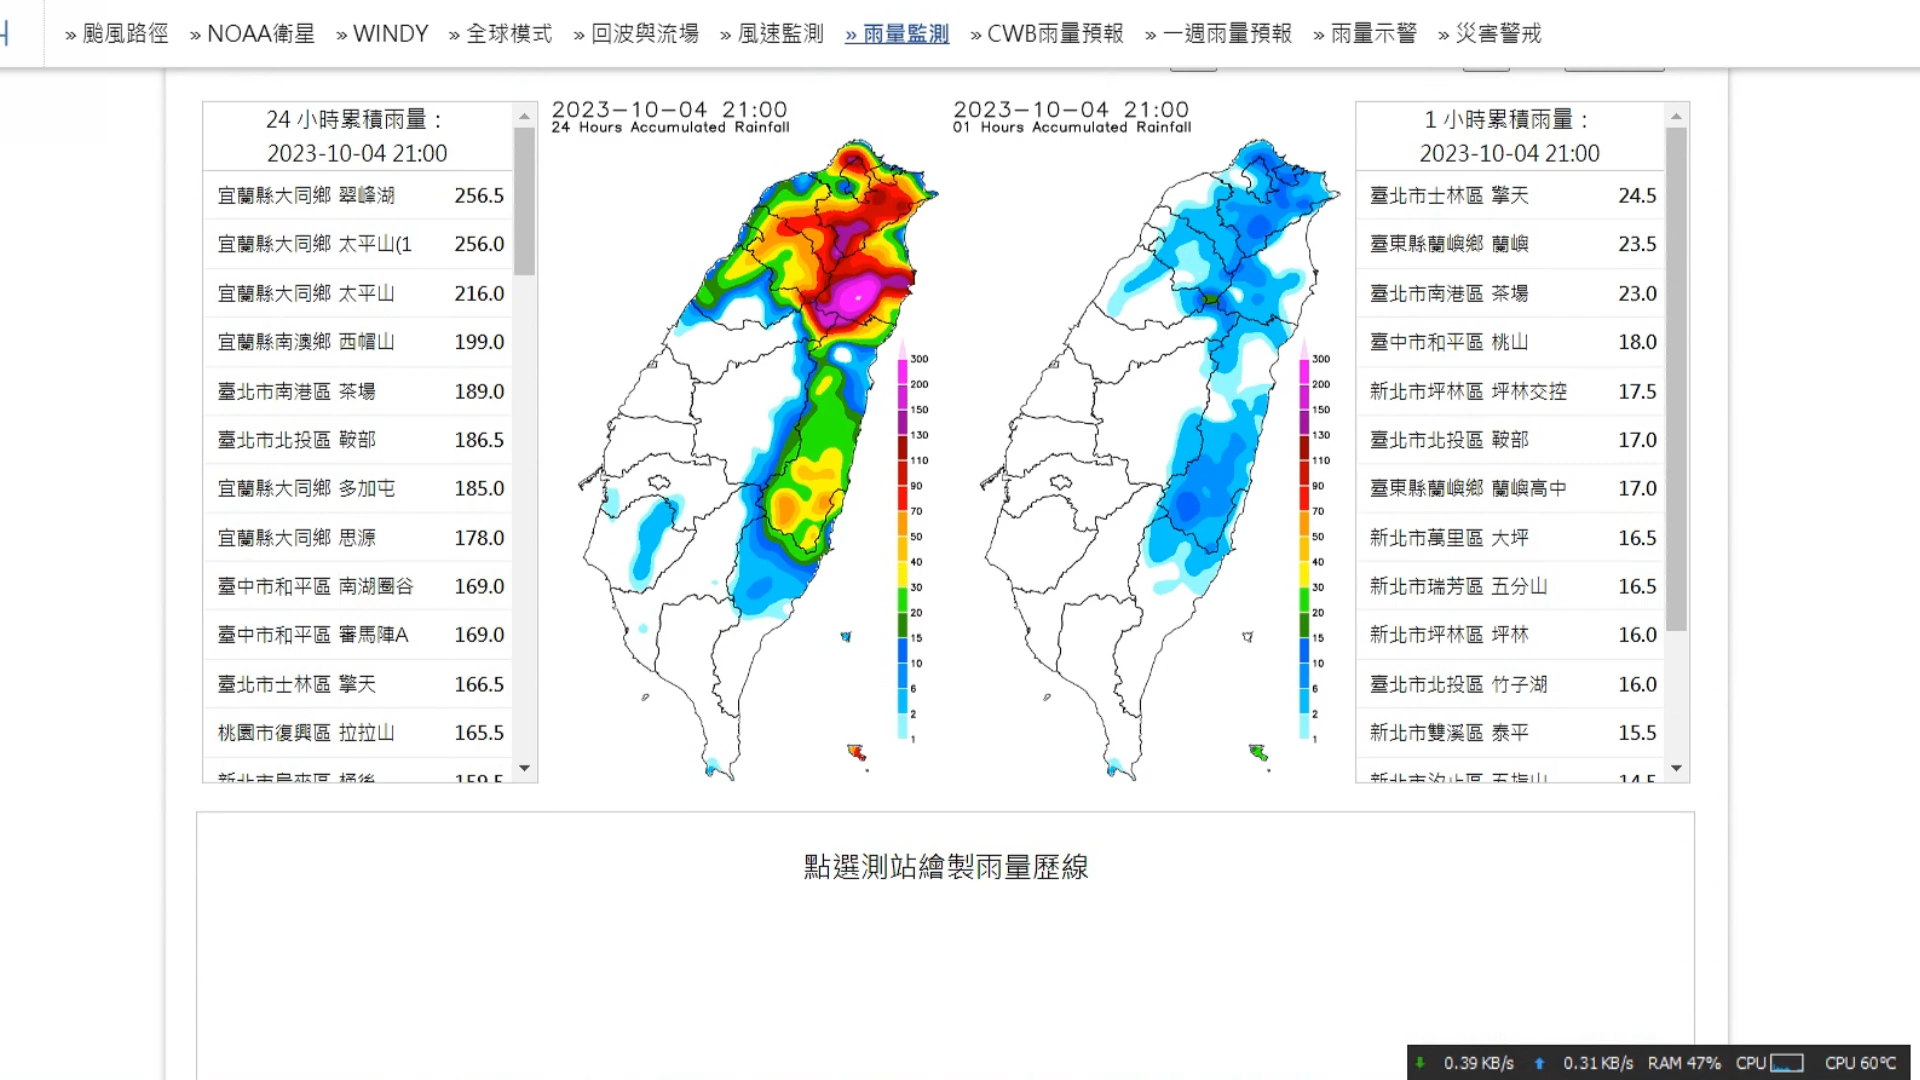 » 颱風路徑 » NOAA衛星 » WINDY » 全球模式 » 回波與流場 » 風速監測 » 雨量監測 » CWB雨量預報 » 一週雨量預報 » 雨量示警 » 災害警戒
24 小時累積雨量：
2023-10-04 21:00
宜蘭縣大同鄉 翠峰湖 256.5
宜蘭縣大同鄉 太平山(1 256.0
宜蘭縣大同鄉 太平山 216.0
宜蘭縣南澳鄉 西帽山 199.0
臺北市南港區 茶場 189.0
臺北市北投區 鞍部 186.5
宜蘭縣大同鄉 多加屯 185.0
宜蘭縣大同鄉 思源 178.0
臺中市和平區 南湖圈谷 169.0
臺中市和平區 審馬陣A 169.0
臺北市士林區 擎天 166.5
桃園市復興區 拉拉山 165.5
新北市烏來區 桶後 159.5
2023-10-04 21:00
24 Hours Accumulated Rainfall
300
200
150
130
110
90
70
50
40
30
20
15
10
6
2
1
2023-10-04 21:00
01 Hours Accumulated Rainfall
300
200
150
130
110
90
70
50
40
30
20
15
10
6
2
1
1 小時累積雨量：
2023-10-04 21:00
臺北市士林區 擎天 24.5
臺東縣蘭嶼鄉 蘭嶼 23.5
臺北市南港區 茶場 23.0
臺中市和平區 桃山 18.0
新北市坪林區 坪林交控 17.5
臺北市北投區 鞍部 17.0
臺東縣蘭嶼鄉 蘭嶼高中 17.0
新北市萬里區 大坪 16.5
新北市瑞芳區 五分山 16.5
新北市坪林區 坪林 16.0
臺北市北投區 竹子湖 16.0
新北市雙溪區 泰平 15.5
新北市汐止區 五指山 14.5
點選測站繪製雨量歷線
0.39 KB/s 0.31 KB/s RAM 47% CPU CPU 60°C